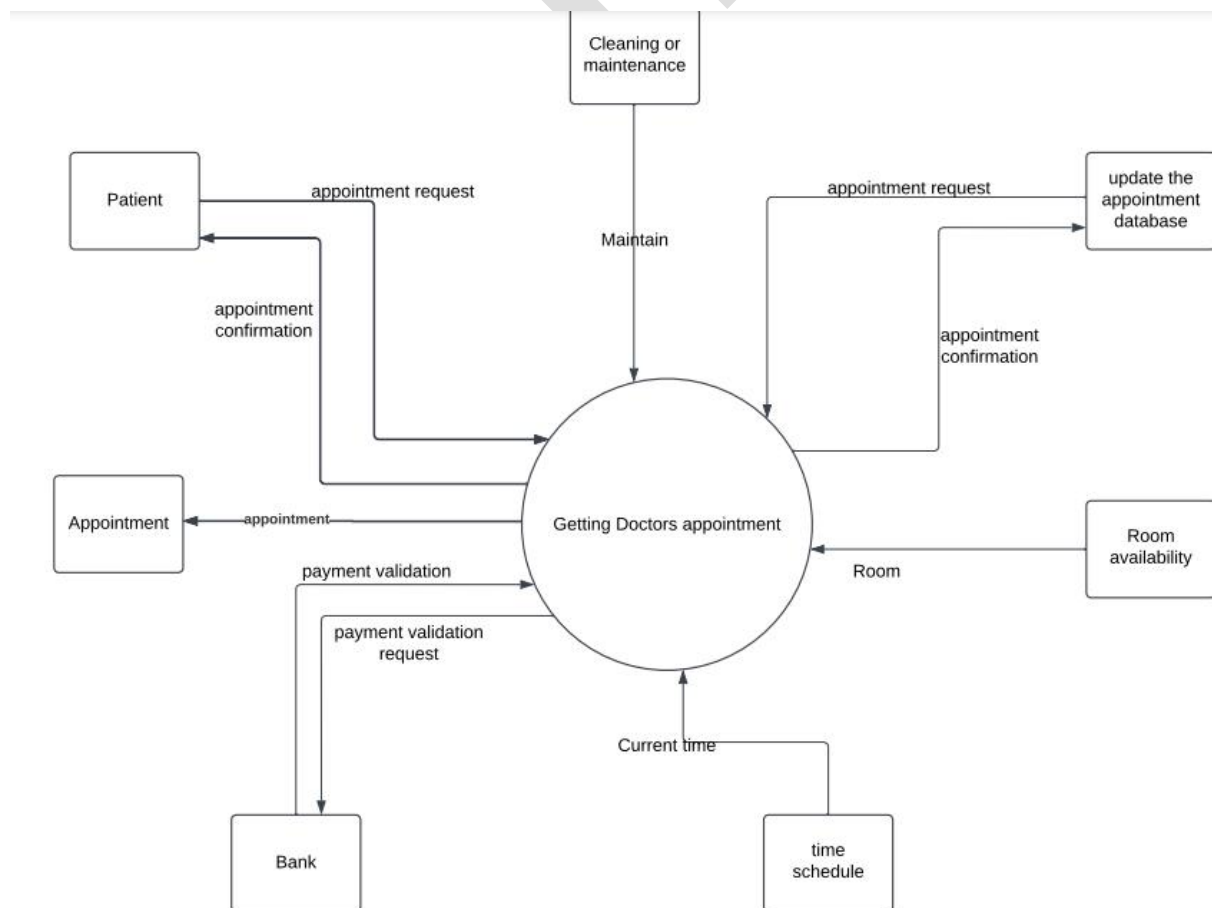 Cleaning or
maintenance
Patient
appointment request
appointment request
update the
appointment
database
Maintain
appointment
confirmation
appointment
confirmation
Appointment
appointment
Getting Doctors appointment
Room
availability
payment validation
Room
payment validation
request
Current time
Bank
time
schedule